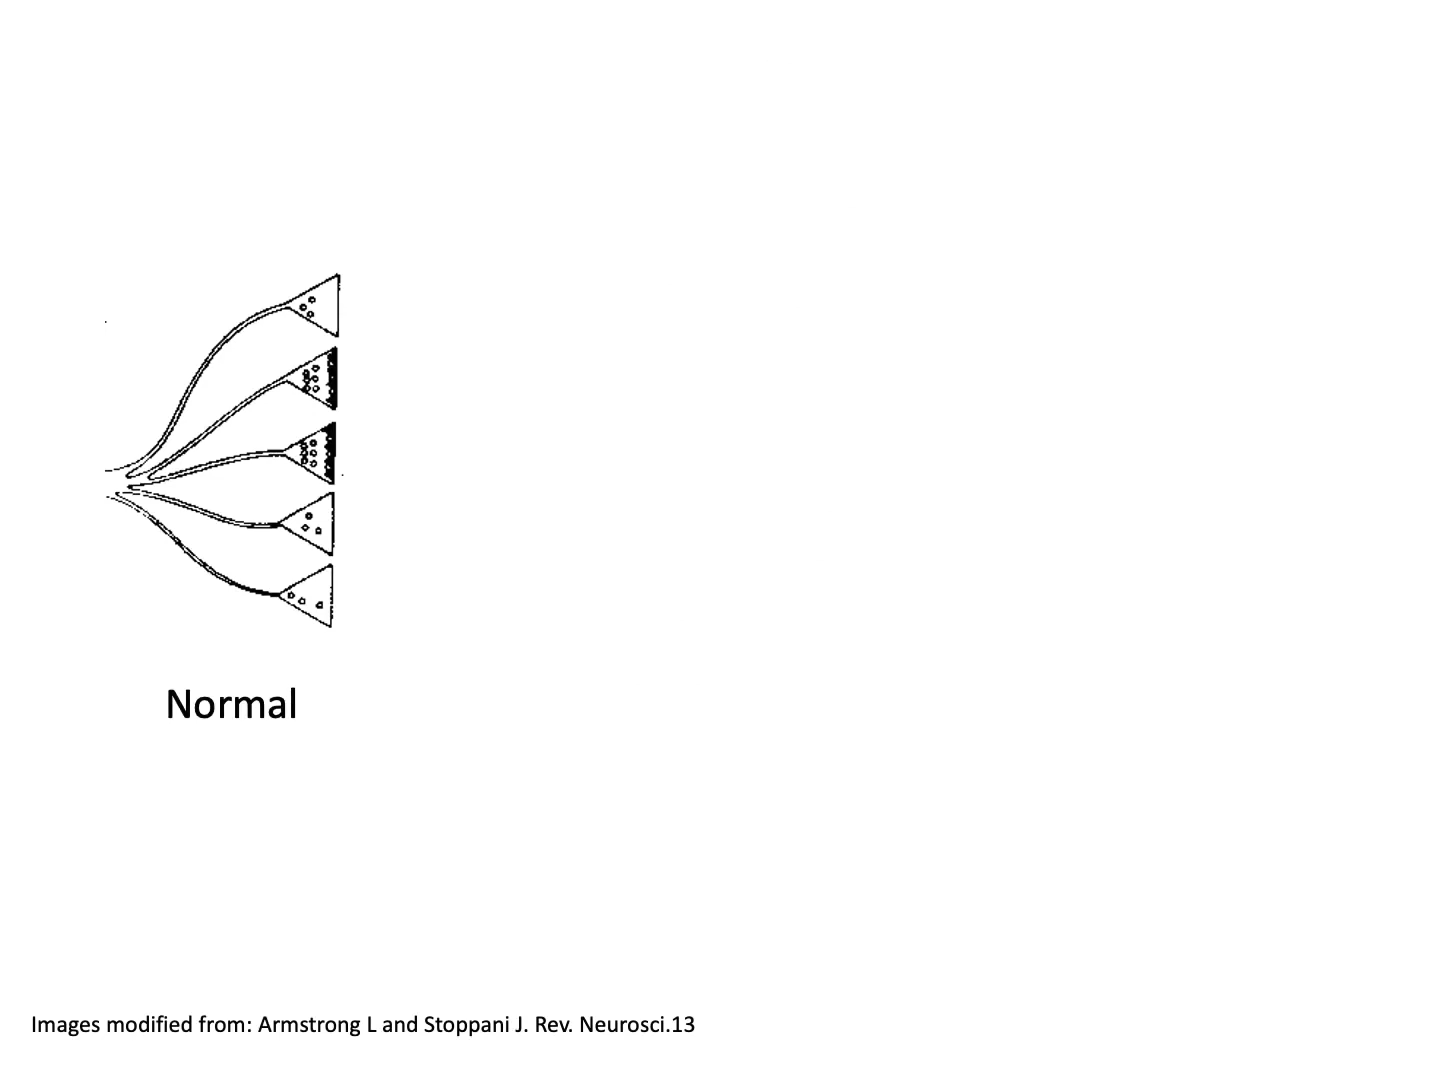 Normal
Images modified from: Armstrong L and Stoppani J. Rev. Neurosci.13